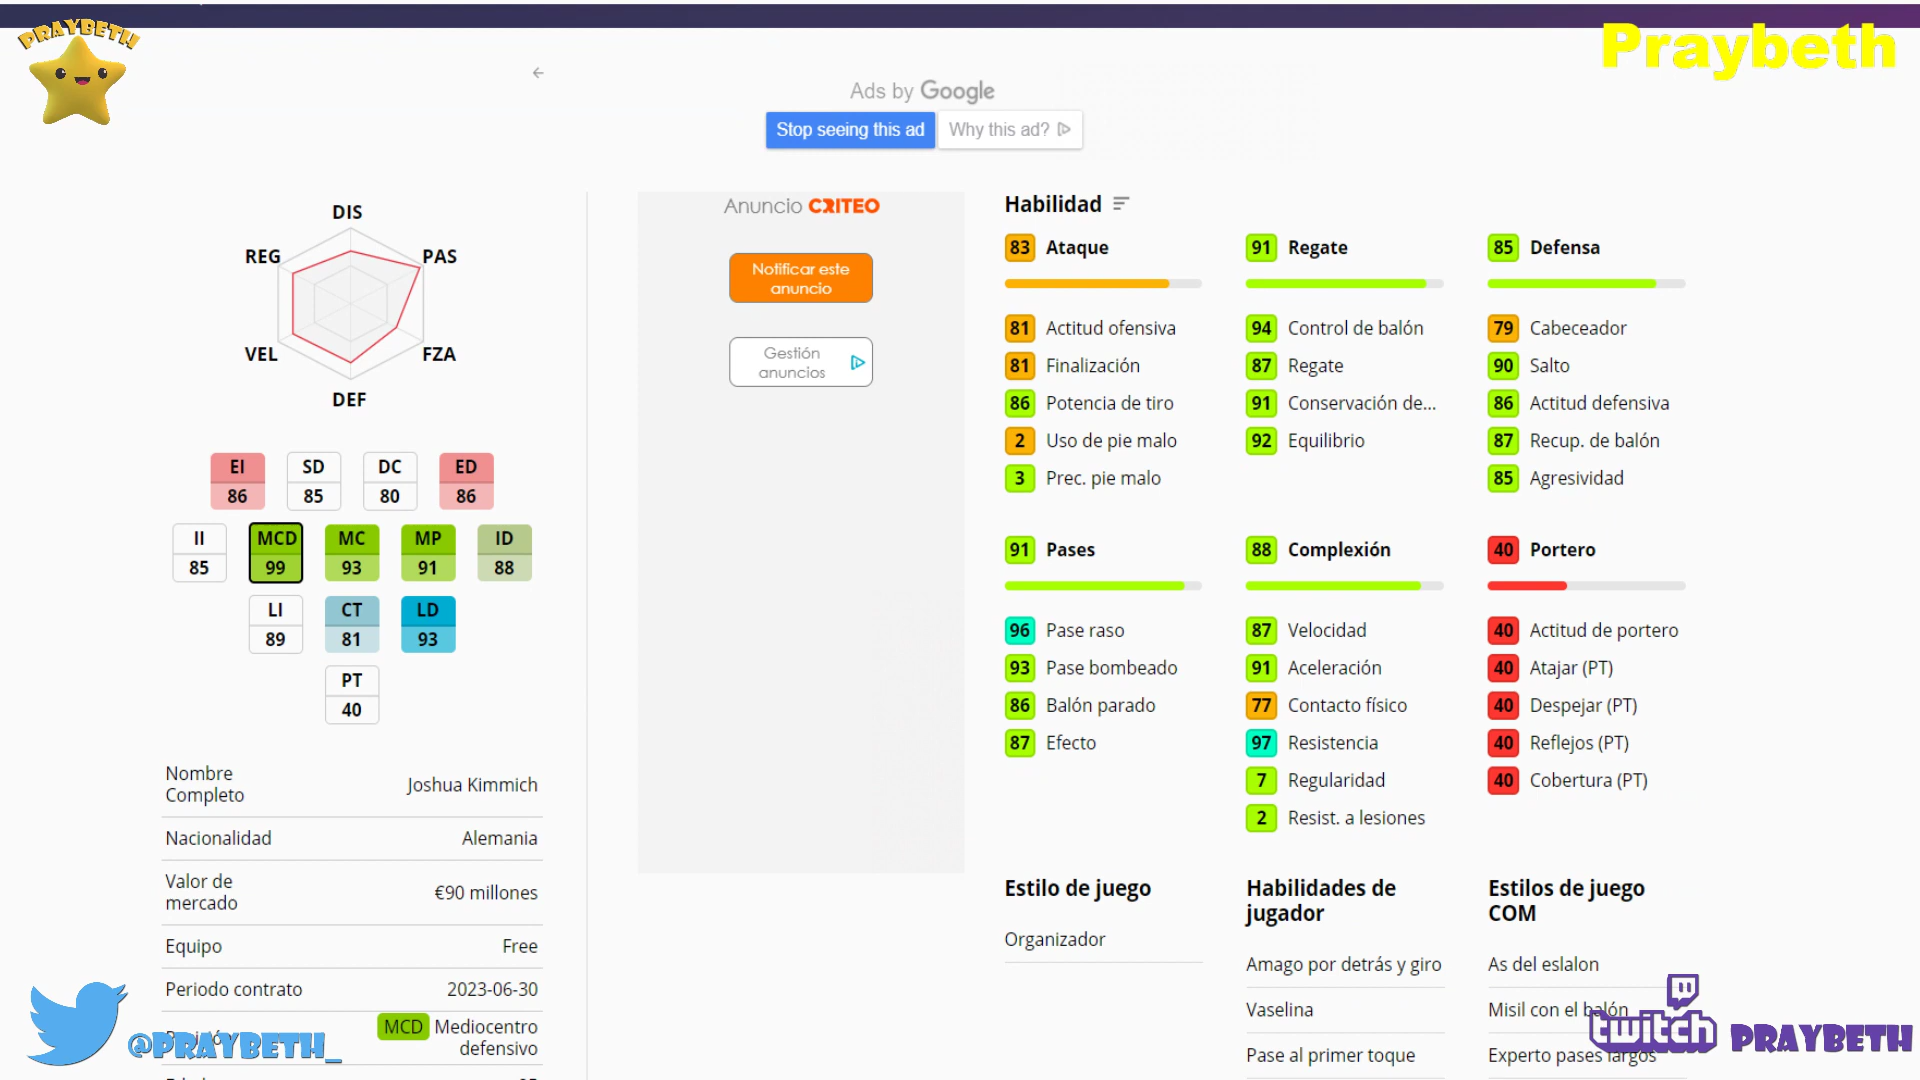 PRAYBETH
Praybeth
Ads by Google
Stop seeing this ad
Why this ad?
DIS
REG
PAS
VEL
FZA
DEF
EI
SD
DC
ED
86
85
80
86
II
MCD
MC
MP
ID
85
99
93
91
88
LI
CT
LD
89
81
93
PT
40
Nombre
Completo
Joshua Kimmich
Nacionalidad
Alemania
Valor de
mercado
€90 millones
Equipo
Free
Periodo contrato
2023-06-30
MCD Mediocentro
defensivo
@PRAYBETH_
Anuncio CRITEO
Notificar este
anuncio
Gestión
anuncios
Habilidad
83 Ataque
81 Actitud ofensiva
81 Finalización
86 Potencia de tiro
2 Uso de pie malo
3 Prec. pie malo
91 Regate
94 Control de balón
87 Regate
91 Conservación de...
92 Equilibrio
85 Defensa
79 Cabeceador
90 Salto
86 Actitud defensiva
87 Recup. de balón
85 Agresividad
91 Pases
96 Pase raso
93 Pase bombeado
86 Balón parado
87 Efecto
88 Complexión
87 Velocidad
91 Aceleración
77 Contacto físico
97 Resistencia
7 Regularidad
2 Resist. a lesiones
40 Portero
40 Actitud de portero
40 Atajar (PT)
40 Despejar (PT)
40 Reflejos (PT)
40 Cobertura (PT)
Estilo de juego
Organizador
Habilidades de
jugador
Amago por detrás y giro
Vaselina
Pase al primer toque
Estilos de juego
COM
As del eslalon
Misil con el balón
Experto pases largos
twitch PRAYBETH